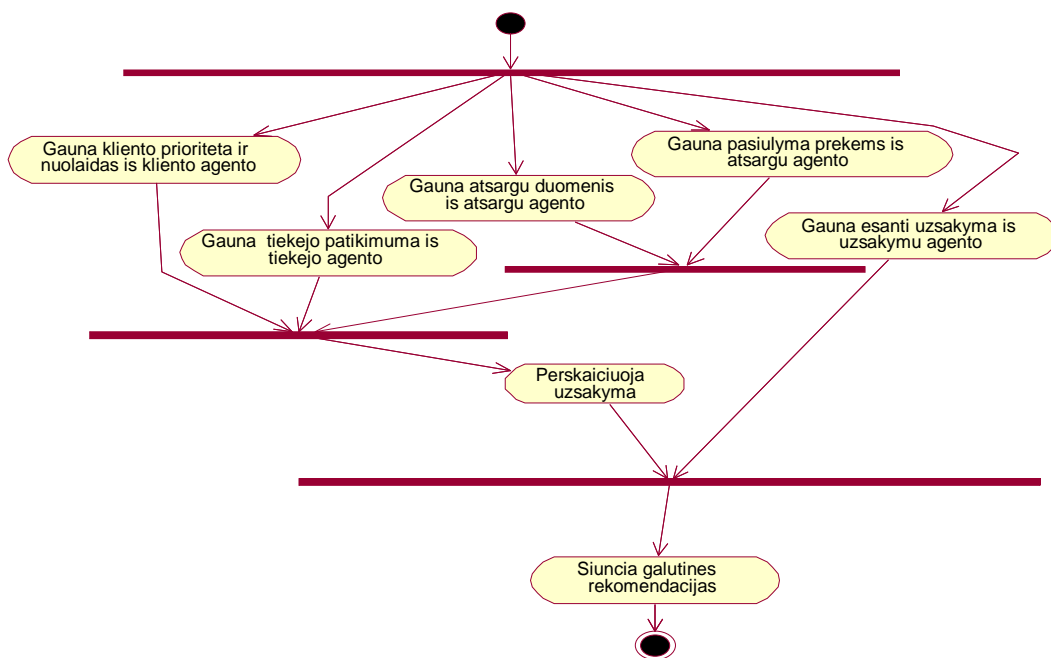 Gauna kliento prioriteta ir
nuolaidas is kliento agento
Gauna pasiulyma prekems is
atsargu agento
Gauna atsargu duomenis
is atsargu agento
Gauna esanti uzsakyma is
uzsakymu agento
Gauna  tiekejo patikimuma is
tiekejo agento
Perskaiciuoja
uzsakyma
Siuncia galutines
rekomendacijas